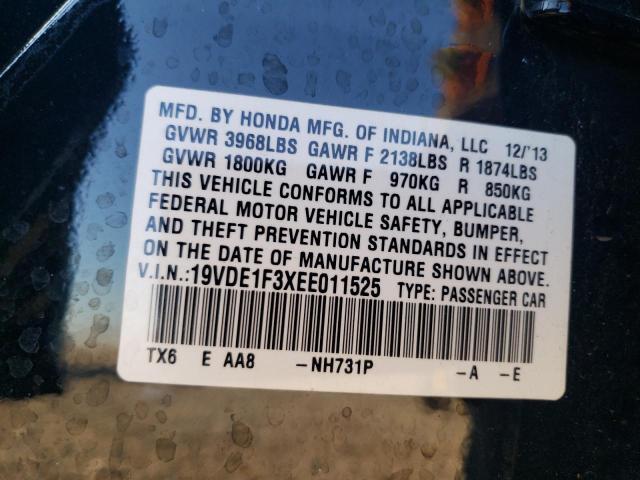 MFD. BY HONDA MFG. OF INDIANA, LLC 12/'13
GVWR 3968LBS GAWR F 2138LBS R 1874LBS
GVWR 1800KG GAWR F 970KG R 850KG
THIS VEHICLE CONFORMS TO ALL APPLICABLE
FEDERAL MOTOR VEHICLE SAFETY, BUMPER,
AND THEFT PREVENTION STANDARDS IN EFFECT
ON THE DATE OF MANUFACTURE SHOWN ABOVE.
V.I.N.:19VDE1F3XEE011525 TYPE: PASSENGER CAR
TX6 E AA8 -NH731P -A -E